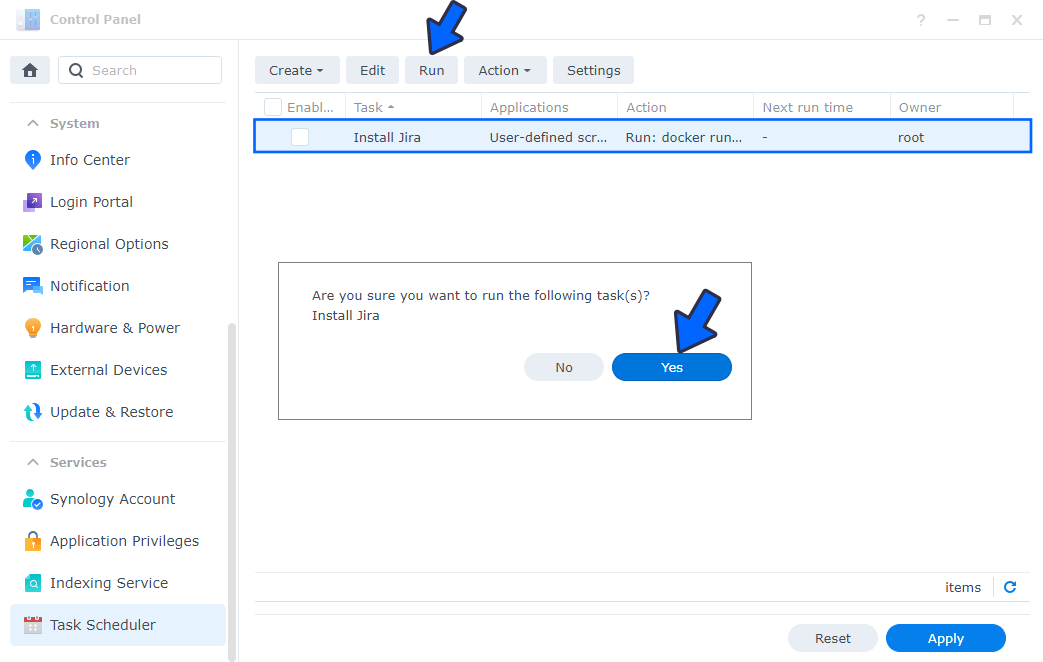 Control Panel
?
Search
Create Edit Run Action Settings
Enabl... Task Applications Action Next run time Owner
Install Jira User-defined scr... Run: docker run... - root
System
Info Center
Login Portal
Regional Options
Notification
Hardware & Power
External Devices
Update & Restore
Services
Synology Account
Application Privileges
Indexing Service
Task Scheduler
Are you sure you want to run the following task(s)?
Install Jira
No Yes
items
Reset Apply